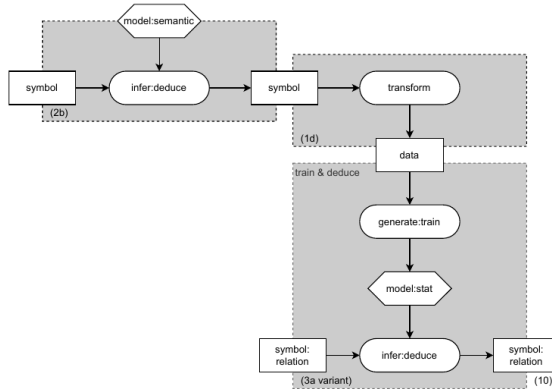 model:semantic
symbol
infer:deduce
symbol
transform
(2b)
(1d)
data
train & deduce
generate:train
model:stat
symbol:
relation
infer:deduce
symbol:
relation
(3a variant)
(10)